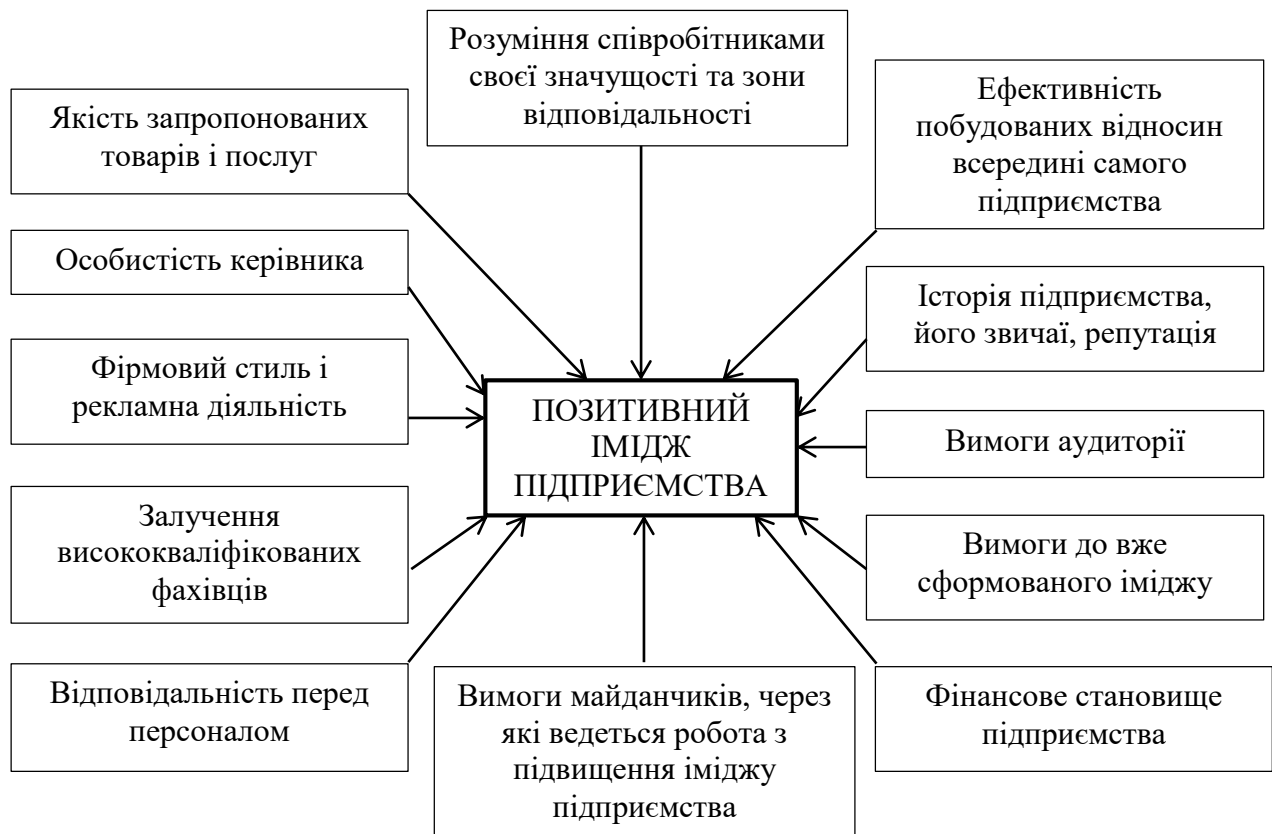 Розуміння співробітниками
своєї значущості та зони
відповідальності
Якість запропонованих
товарів і послуг
Ефективність
побудованих відносин
всередині самого
підприємства
Особистість керівника
Історія підприємства,
його звичаї, репутація
Фірмовий стиль і
рекламна діяльність
ПОЗИТИВНИЙ
ІМІДЖ
ПІДПРИЄМСТВА
Вимоги аудиторії
Залучення
висококваліфікованих
фахівців
Вимоги до вже
сформованого іміджу
Відповідальність перед
персоналом
Вимоги майданчиків, через
які ведеться робота з
підвищення іміджу
підприємства
Фінансове становище
підприємства